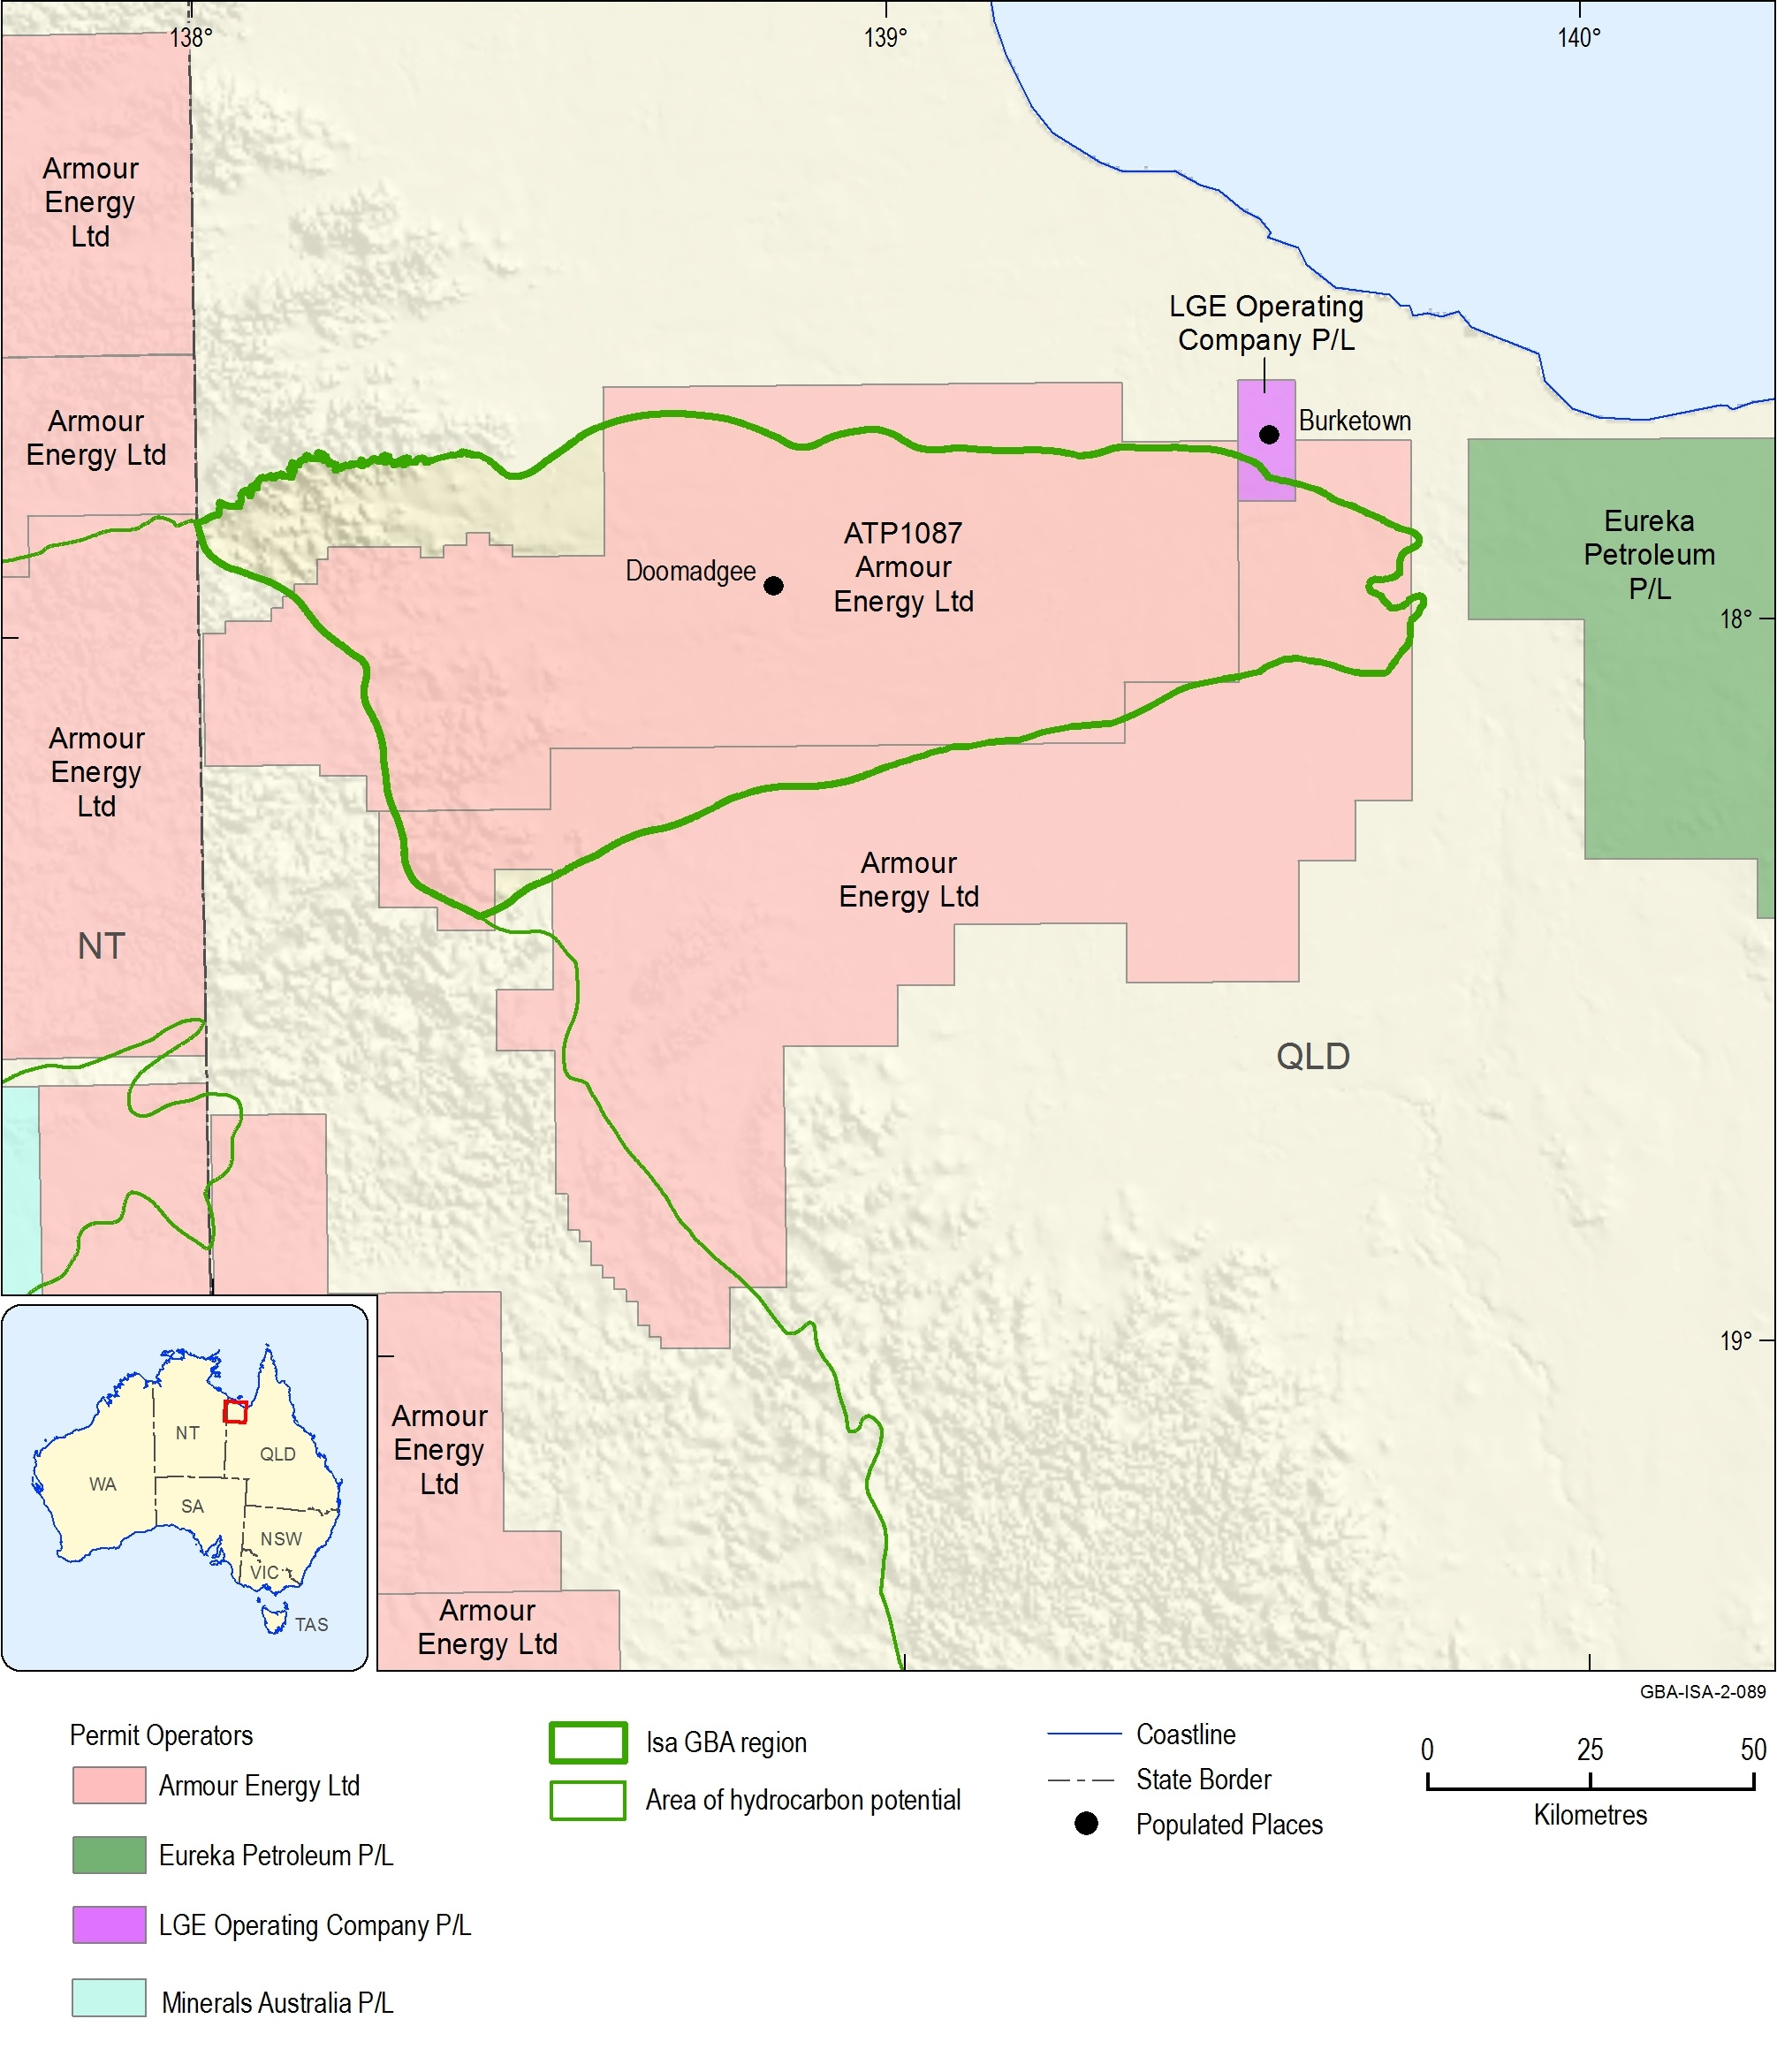 138°
139°
140°
Armour
Energy
Ltd
LGE Operating
Company P/L
Armour
Energy Ltd
Burketown
ATP1087
Armour
Energy Ltd
Doomadgee
Eureka
Petroleum
P/L
18°
Armour
Energy
Ltd
Armour
Energy Ltd
NT
QLD
19°
Armour
Energy
Ltd
Armour
Energy Ltd
NT
QLD
WA
SA
NSW
VIC
TAS
GBA-ISA-2-089
Permit Operators
Armour Energy Ltd
Eureka Petroleum P/L
LGE Operating Company P/L
Minerals Australia P/L
Isa GBA region
Area of hydrocarbon potential
Coastline
State Border
Populated Places
0 25 50
Kilometres